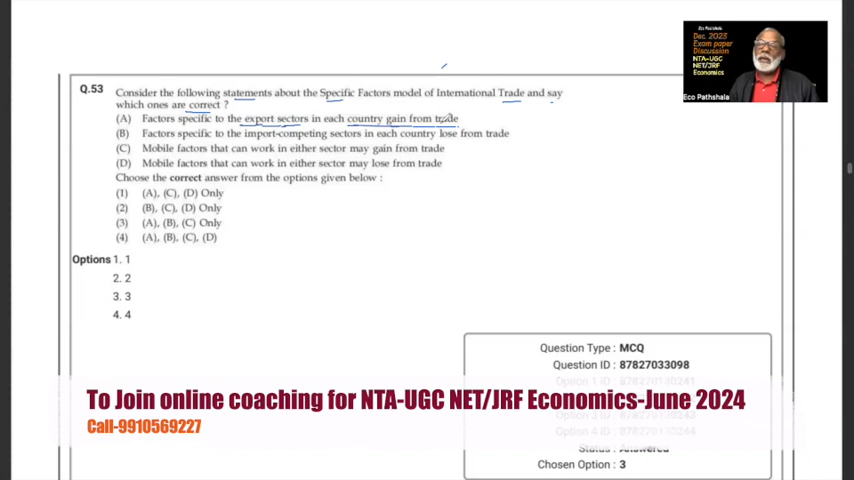 Eco Pathshala
Dec. 2023
Exam paper
Discussion
NTA-UGC
NET/JRF
Economics
Eco Pathshala
Q.53 Consider the following statements about the Specific Factors model of International Trade and say
which ones are correct ?
(A) Factors specific to the export sectors in each country gain from trade
(B) Factors specific to the import-competing sectors in each country lose from trade
(C) Mobile factors that can work in either sector may gain from trade
(D) Mobile factors that can work in either sector may lose from trade
Choose the correct answer from the options given below :
(1) (A), (C), (D) Only
(2) (B), (C), (D) Only
(3) (A), (B), (C) Only
(4) (A), (B), (C), (D)
Options 1. 1
2. 2
3. 3
4. 4
Question Type : MCQ
Question ID : 87827033098
To Join online coaching for NTA-UGC NET/JRF Economics-June 2024
Call-9910569227
Status : Answered
Chosen Option : 3